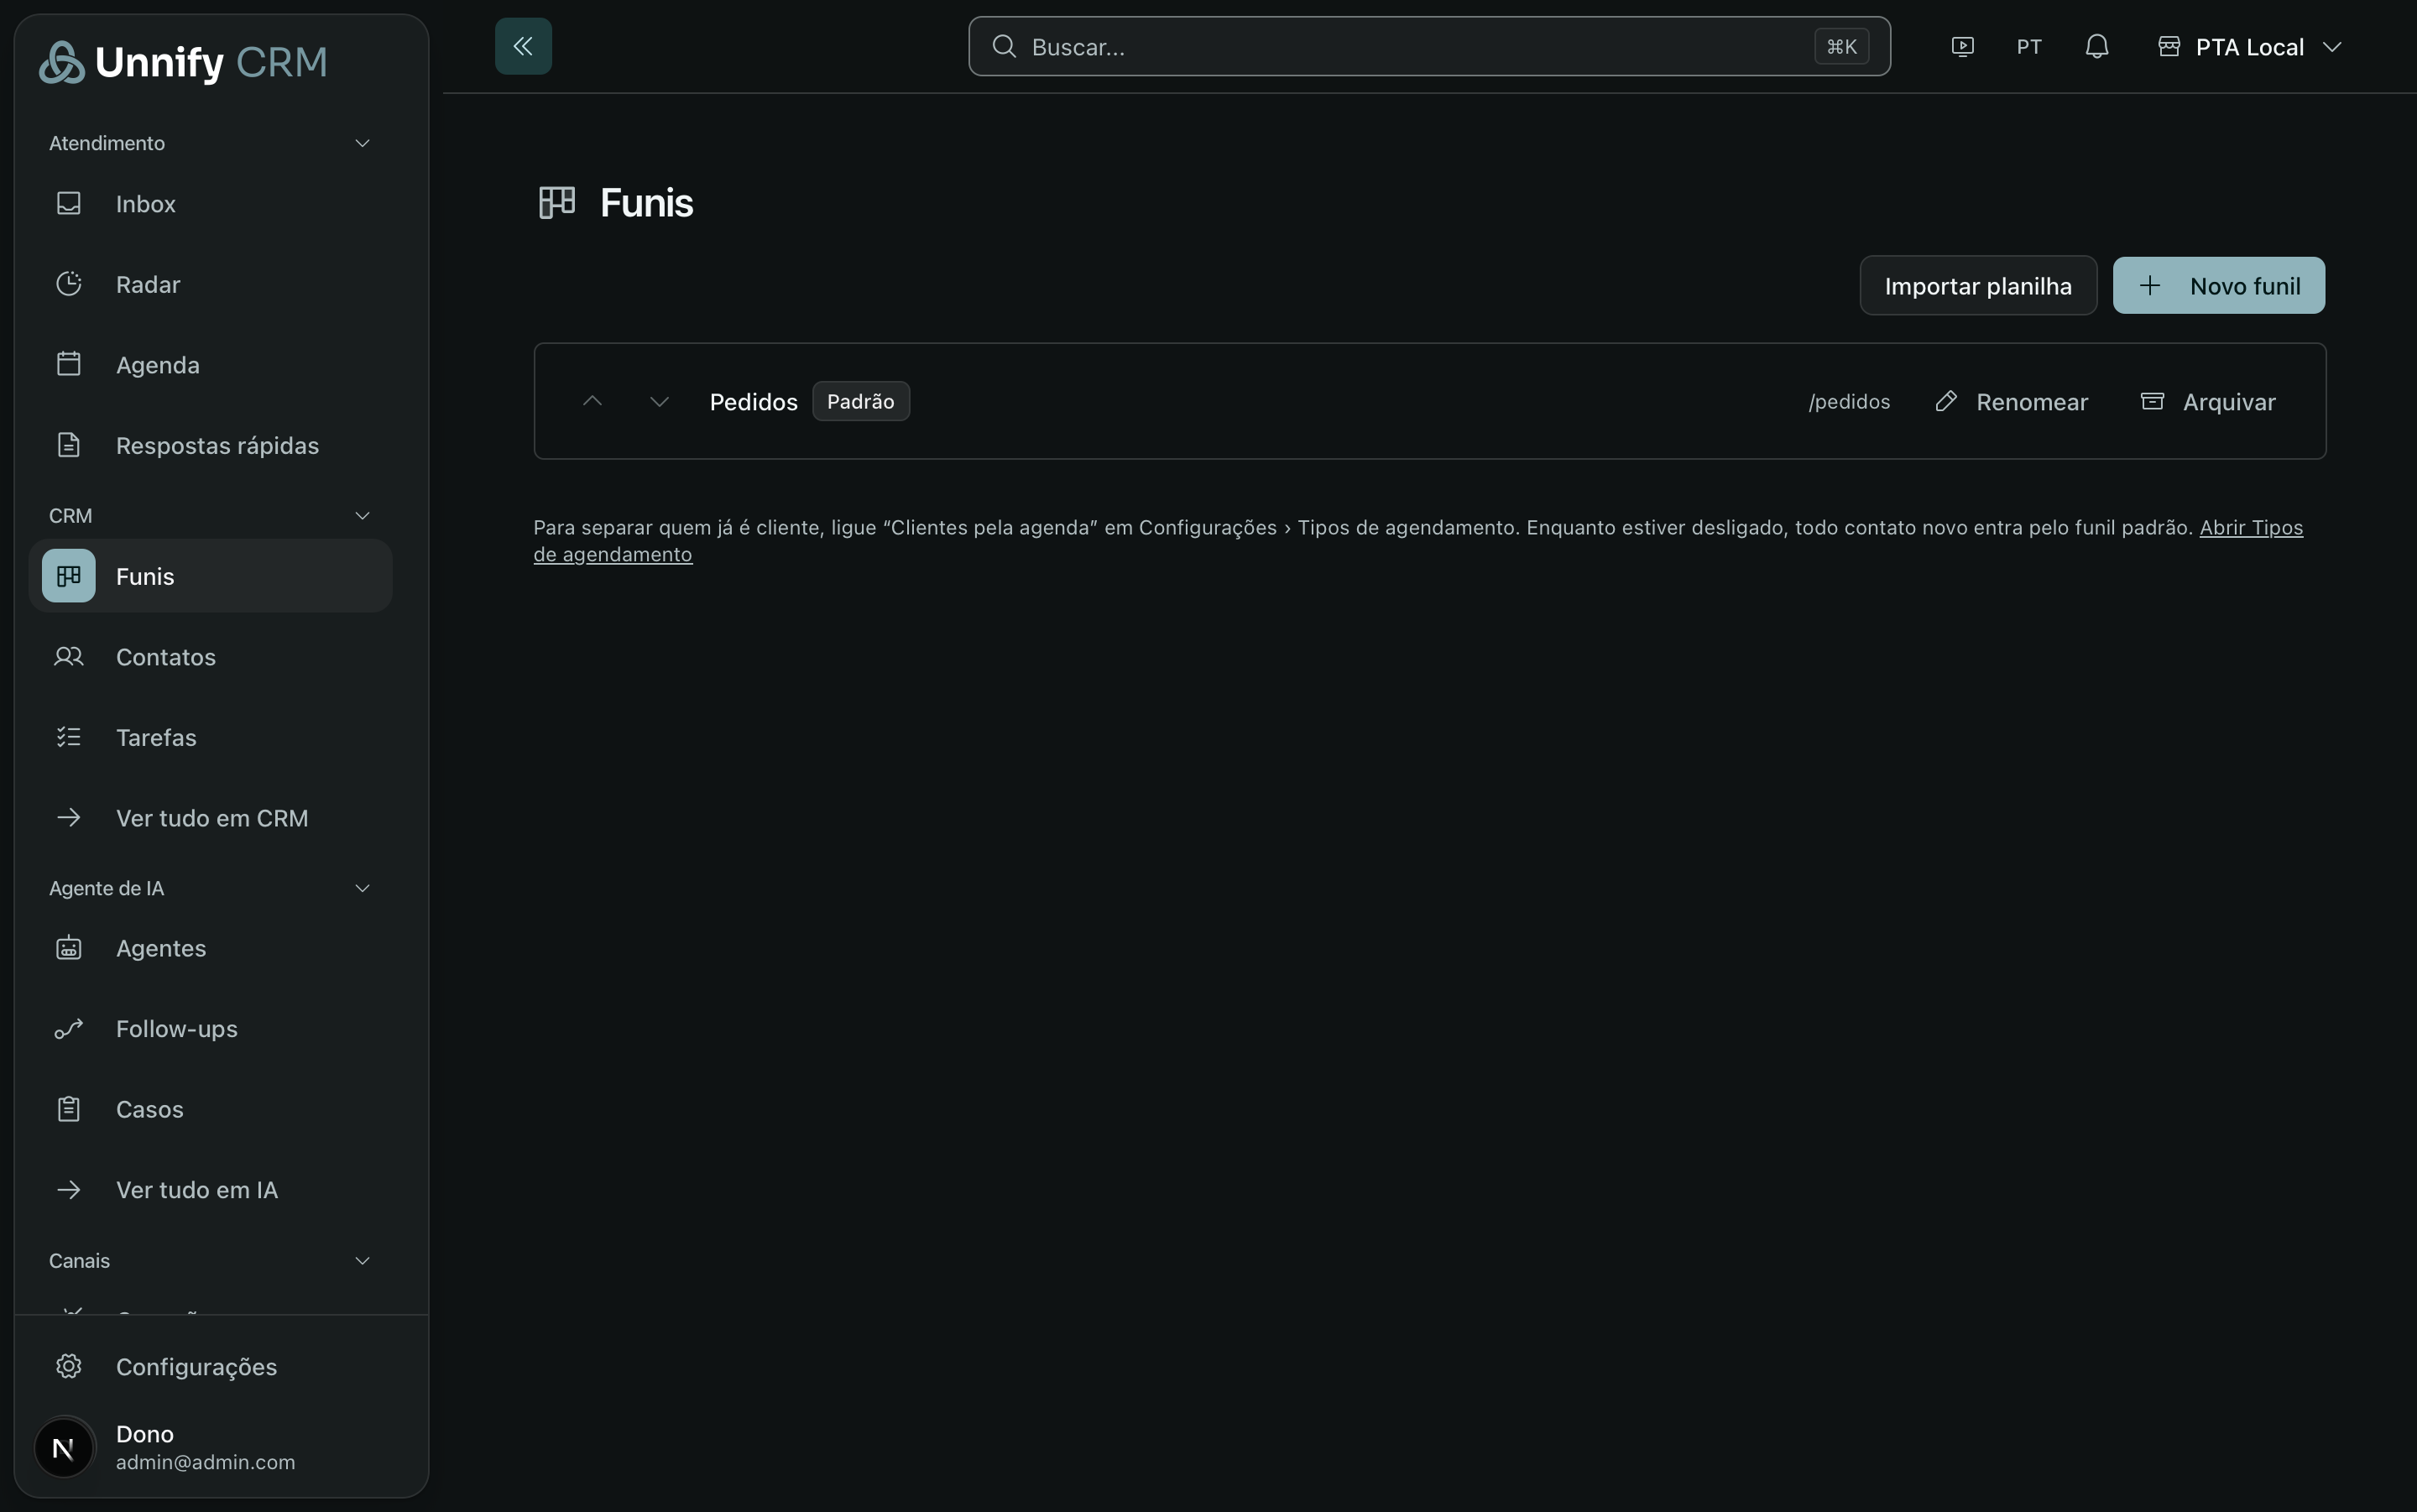 Unnify CRM
Buscar...
⌘K
PT
PTA Local
Atendimento
Inbox
Radar
Agenda
Respostas rápidas
CRM
Funis
Contatos
Tarefas
Ver tudo em CRM
Agente de IA
Agentes
Follow-ups
Casos
Ver tudo em IA
Canais
Configurações
N
Dono
admin@admin.com
Funis
Importar planilha
Novo funil
Pedidos
Padrão
/pedidos
Renomear
Arquivar
Para separar quem já é cliente, ligue “Clientes pela agenda” em Configurações › Tipos de agendamento. Enquanto estiver desligado, todo contato novo entra pelo funil padrão. Abrir Tipos
de agendamento